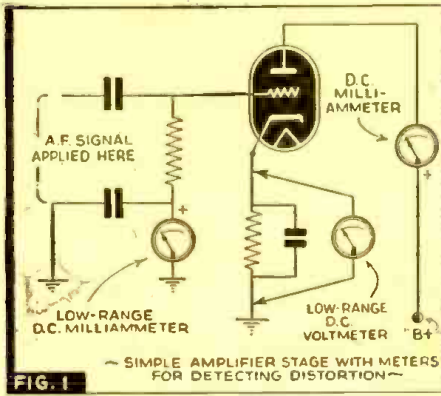 D.C.
MILLI-
AMMETER
A.F. SIGNAL
APPLIED HERE
+
+
LOW-RANGE
D.C. MILLIAMMETER
LOW-RANGE
D.C.
VOLTMETER
"B+"
~ SIMPLE AMPLIFIER STAGE WITH METERS
FOR DETECTING DISTORTION ~
FIG. 1